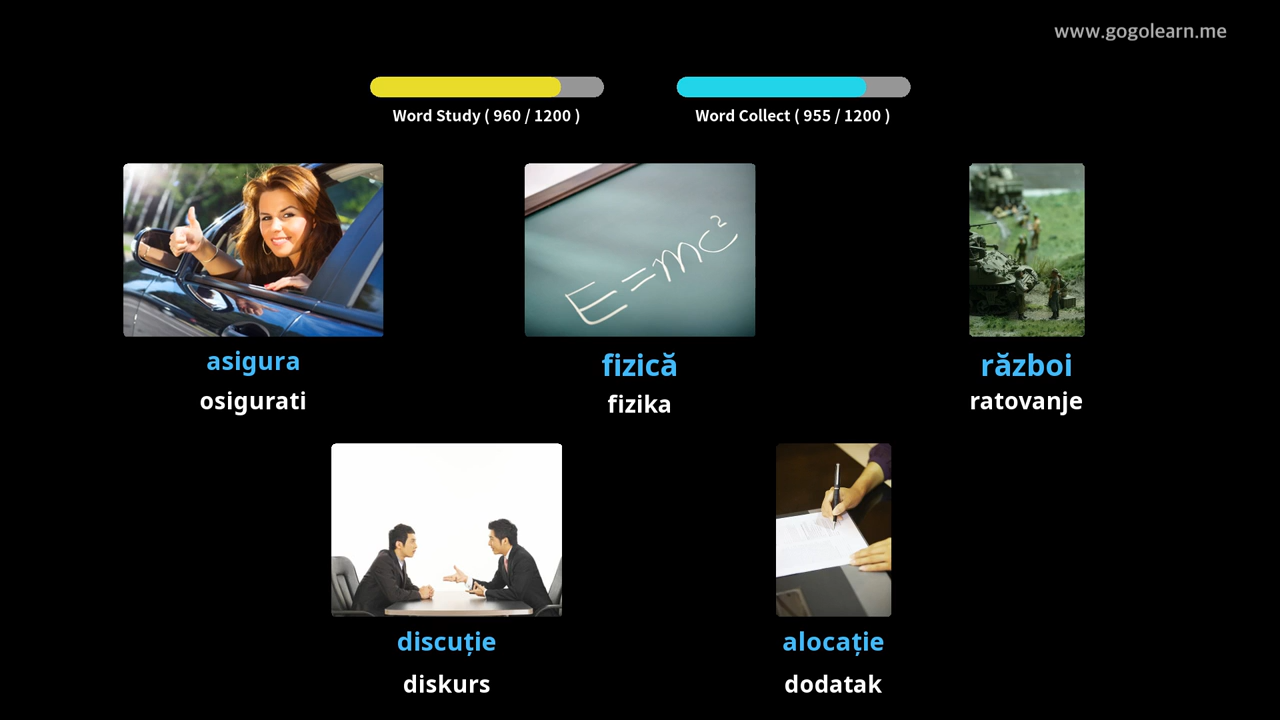 www.gogolearn.me
Word Study ( 960 / 1200 )
Word Collect ( 955 / 1200 )
E=mc²
asigura
osigurati
fizică
fizika
război
ratovanje
discuție
diskurs
alocație
dodatak